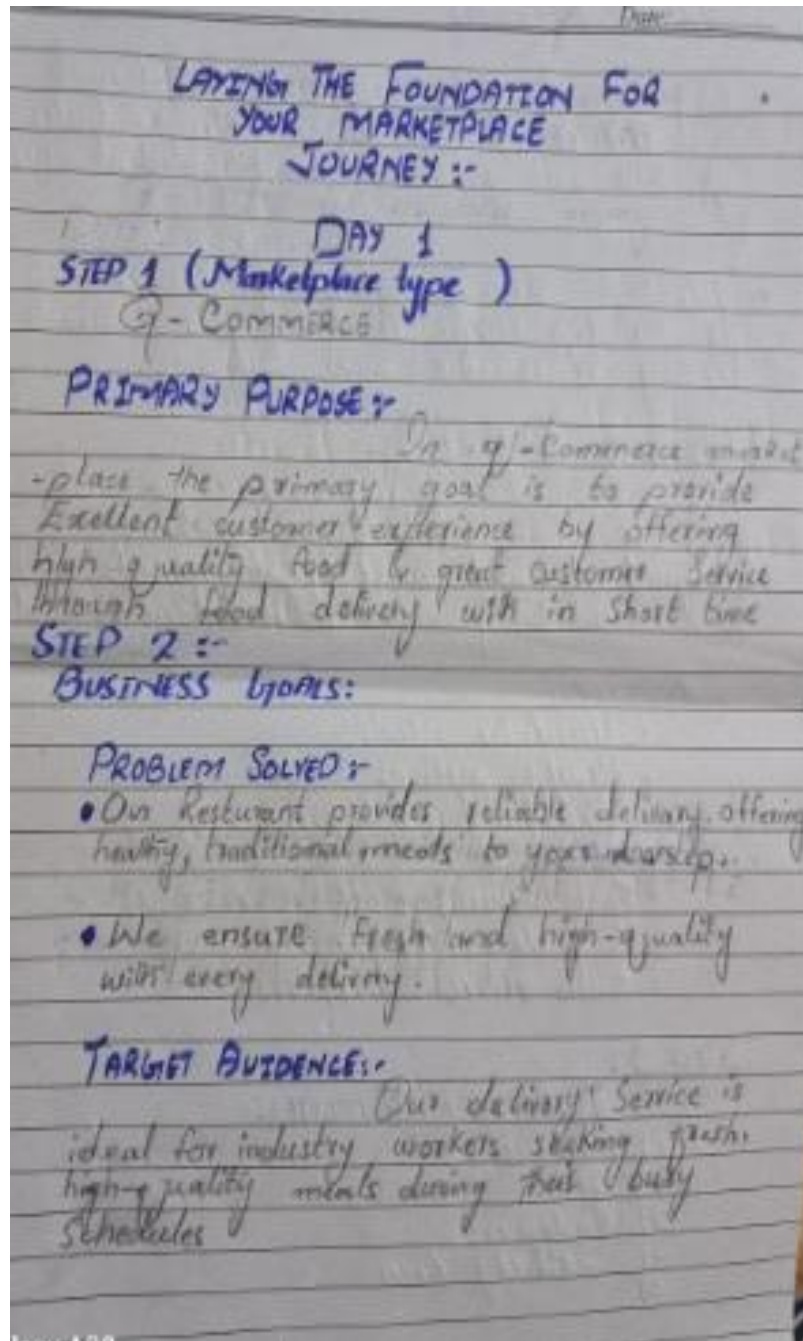 Date
LAYING THE FOUNDATION FOR
YOUR MARKETPLACE
JOURNEY :-
DAY 1
STEP 1 (Marketplace type )
Q - COMMERCE
PRIMARY PURPOSE :-
In q-Commerce market
-place the primary goal is to provide
Exellent customer experience by offering
high quality food & great customer Service
through food delivery with in Short time
STEP 2 :-
BUSINESS GOALS:
PROBLEM SOLVED :-
• Our Resturant provides reliable delivery offering
healthy, traditional meals to your
• We ensure fresh and high-quality
with every delivery.
TARGET AUIDENCE:-
Our delivery Service is
ideal for industry workers seeking fresh,
high-quality meals during their busy
Schedules